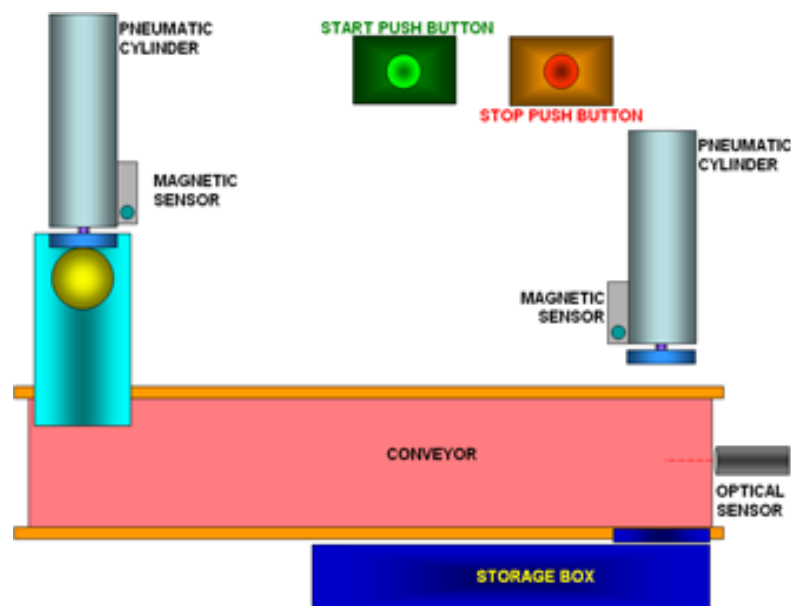 PNEUMATIC
CYLINDER
START PUSH BUTTON
STOP PUSH BUTTON
PNEUMATIC
CYLINDER
MAGNETIC
SENSOR
MAGNETIC
SENSOR
CONVEYOR
OPTICAL
SENSOR
STORAGE BOX